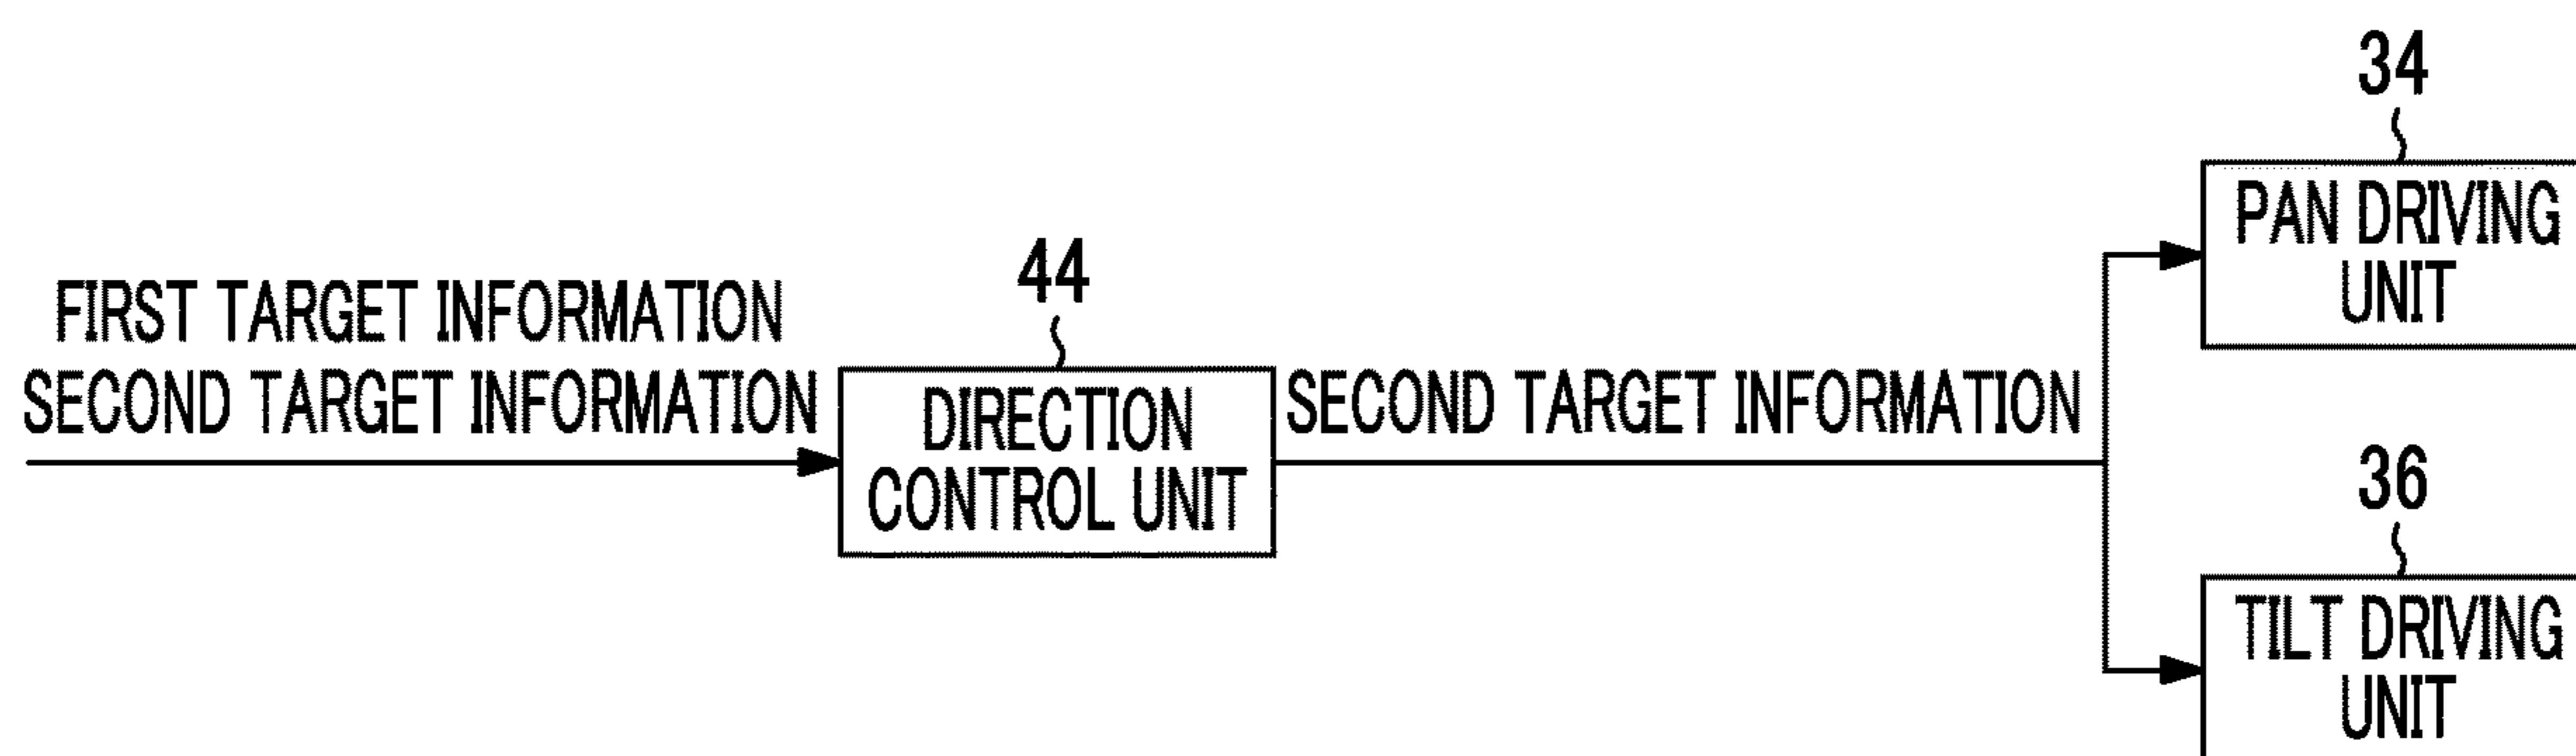 34
PAN DRIVING
UNIT
44
FIRST TARGET INFORMATION
SECOND TARGET INFORMATION
DIRECTION
CONTROL UNIT
SECOND TARGET INFORMATION
36
TILT DRIVING
UNIT